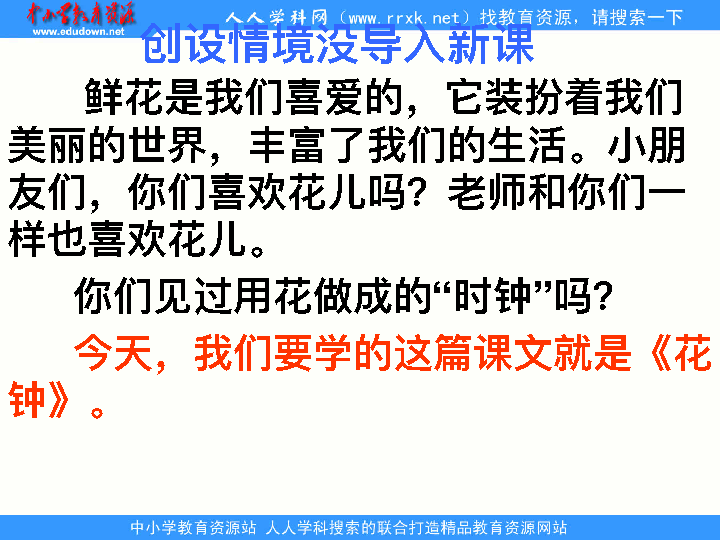 中小学教育资源
www.edudown.net
人人学科网（www.rrxk.net）找教育资源，请搜索一下
创设情境没导入新课
鲜花是我们喜爱的，它装扮着我们
美丽的世界，丰富了我们的生活。小朋
友们，你们喜欢花儿吗？老师和你们一
样也喜欢花儿。
你们见过用花做成的“时钟”吗？
今天，我们要学的这篇课文就是《花
钟》。
中小学教育资源站 人人学科搜索的联合打造精品教育资源网站